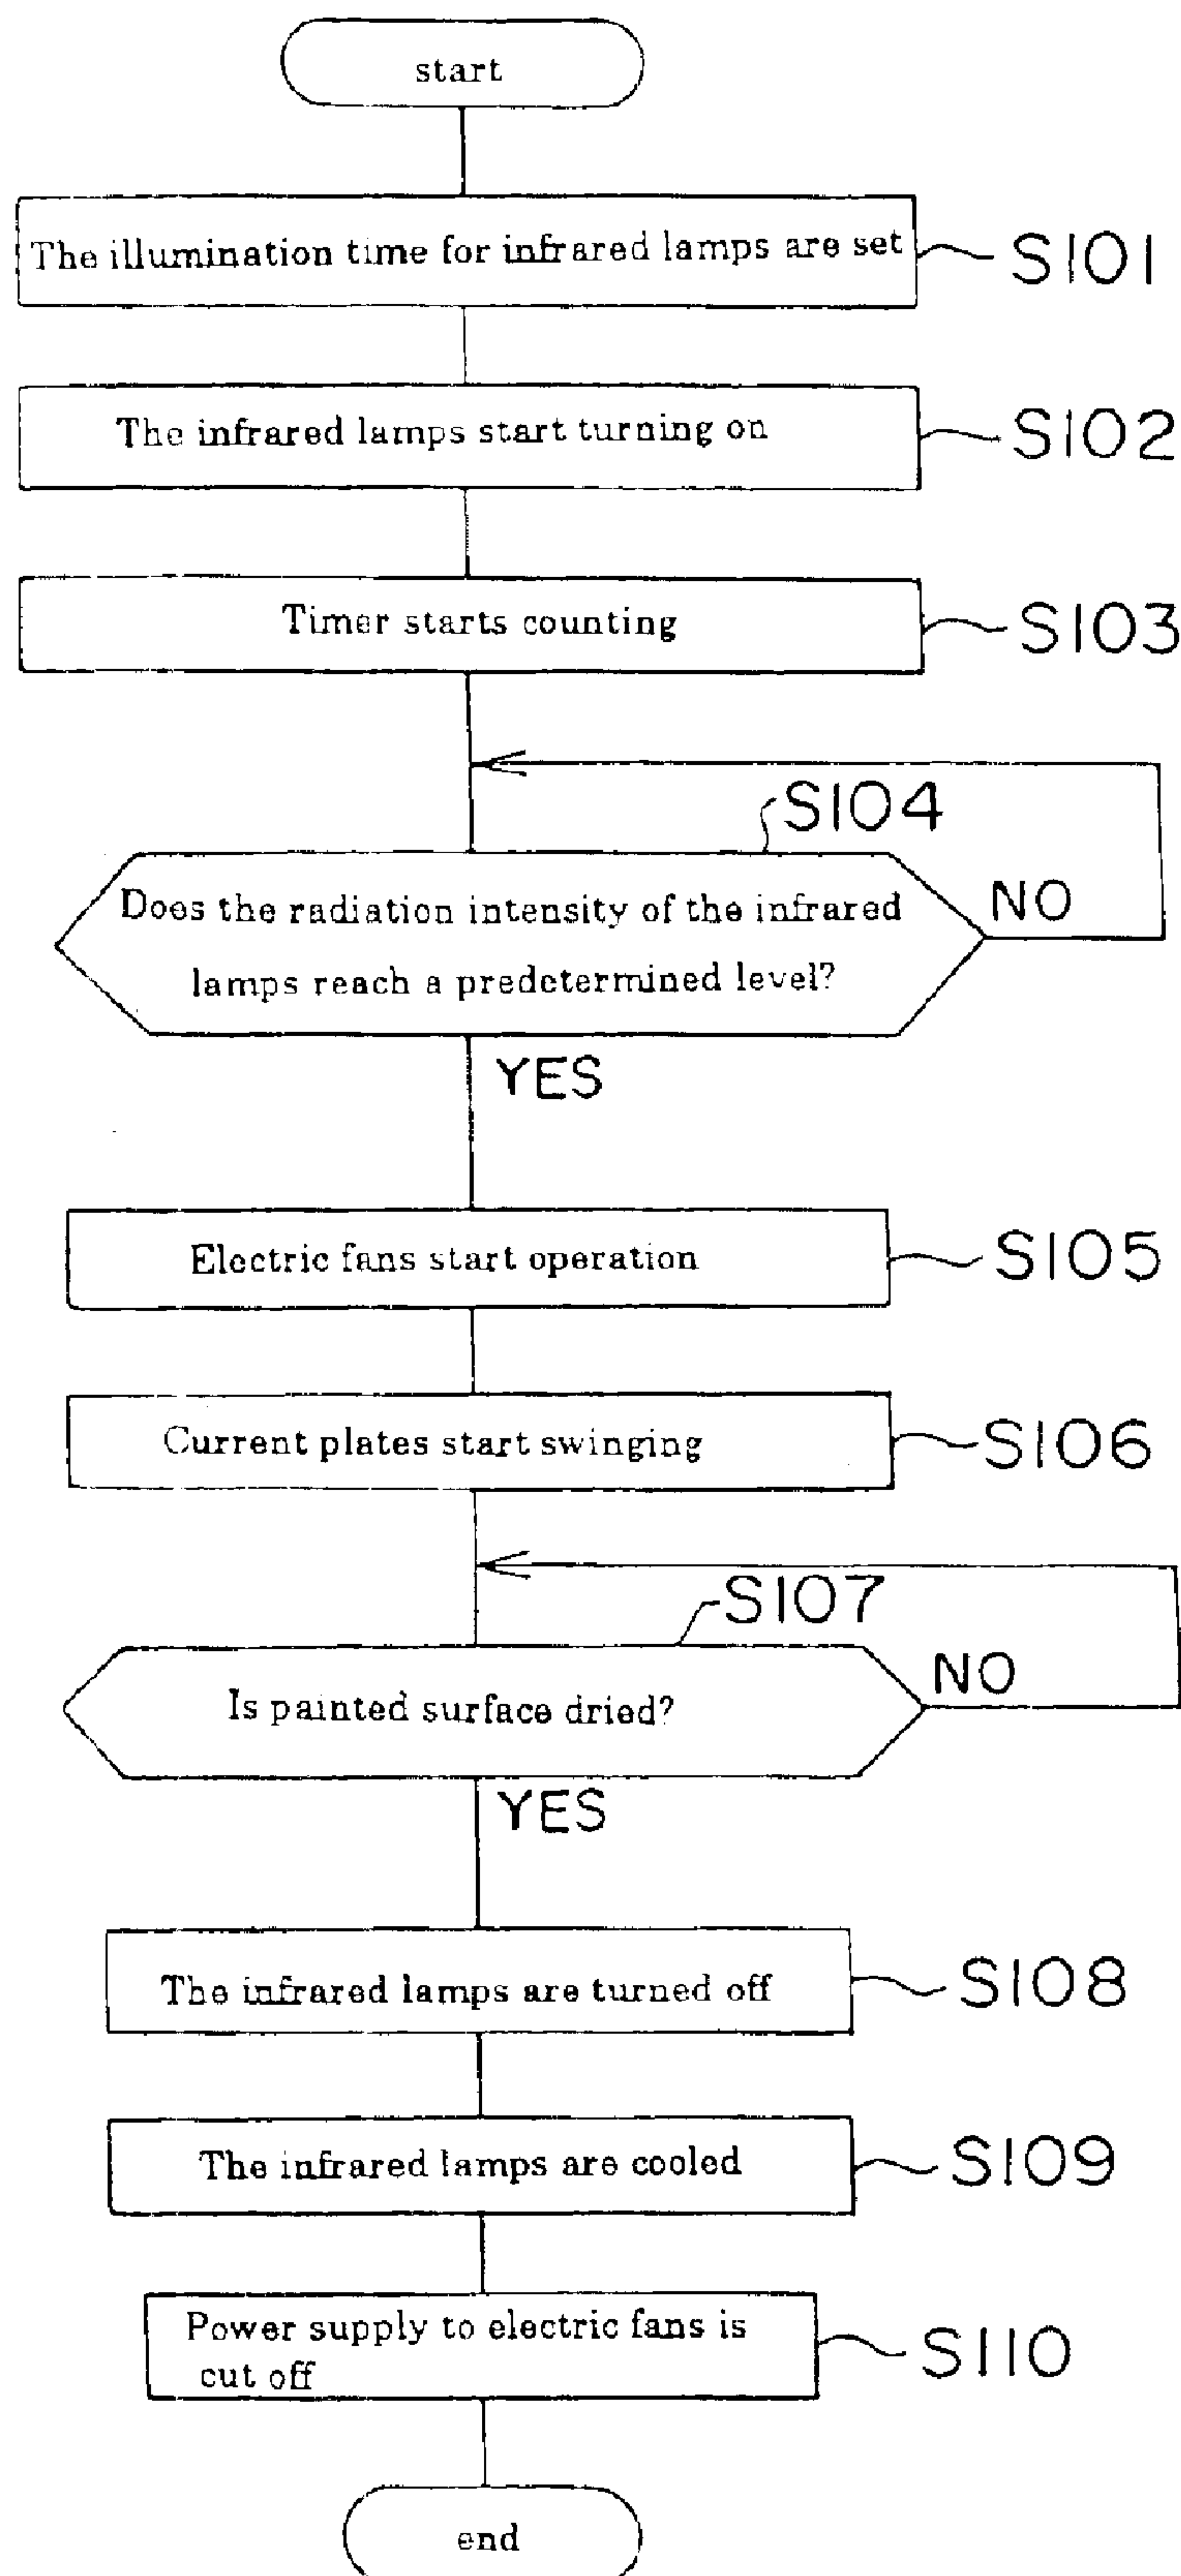 start
The illumination time for infrared lamps are set
S101
The infrared lamps start turning on
S102
Timer starts counting
S103
S104
Does the radiation intensity of the infrared
lamps reach a predetermined level?
NO
YES
Electric fans start operation
S105
Current plates start swinging
S106
S107
Is painted surface dried?
NO
YES
The infrared lamps are turned off
S108
The infrared lamps are cooled
S109
Power supply to electric fans is
cut off
S110
end